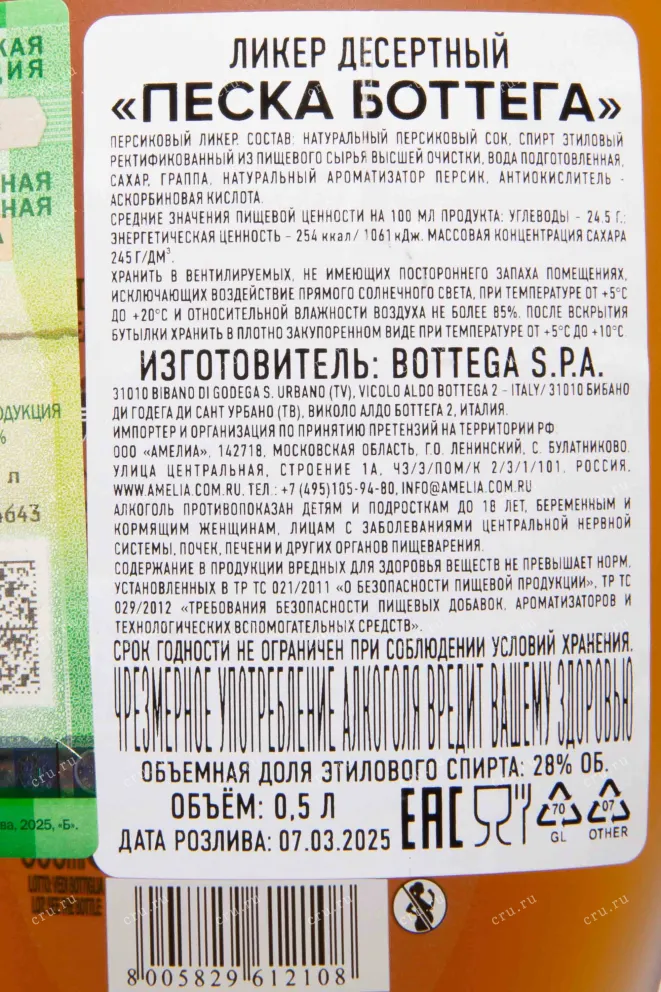 ЛИКЕР ДЕСЕРТНЫЙ
«ПЕСКА БОТТЕГА»
ПЕРСИКОВЫЙ ЛИКЕР. СОСТАВ: НАТУРАЛЬНЫЙ ПЕРСИКОВЫЙ СОК, СПИРТ ЭТИЛОВЫЙ
РЕКТИФИКОВАННЫЙ ИЗ ПИЩЕВОГО СЫРЬЯ ВЫСШЕЙ ОЧИСТКИ, ВОДА ПОДГОТОВЛЕННАЯ,
САХАР, ГРАППА, НАТУРАЛЬНЫЙ АРОМАТИЗАТОР ПЕРСИК, АНТИОКИСЛИТЕЛЬ -
АСКОРБИНОВАЯ КИСЛОТА.
СРЕДНИЕ ЗНАЧЕНИЯ ПИЩЕВОЙ ЦЕННОСТИ НА 100 МЛ ПРОДУКТА: УГЛЕВОДЫ - 24,5 Г.;
ЭНЕРГЕТИЧЕСКАЯ ЦЕННОСТЬ - 254 ккал/ 1061 кДж. МАССОВАЯ КОНЦЕНТРАЦИЯ САХАРА
245 Г/ДМ³.
ХРАНИТЬ В ВЕНТИЛИРУЕМЫХ, НЕ ИМЕЮЩИХ ПОСТОРОННЕГО ЗАПАХА ПОМЕЩЕНИЯХ,
ИСКЛЮЧАЮЩИХ ВОЗДЕЙСТВИЕ ПРЯМОГО СОЛНЕЧНОГО СВЕТА, ПРИ ТЕМПЕРАТУРЕ ОТ +5°С
ДО +20°С И ОТНОСИТЕЛЬНОЙ ВЛАЖНОСТИ ВОЗДУХА НЕ БОЛЕЕ 85%. ПОСЛЕ ВСКРЫТИЯ
БУТЫЛКИ ХРАНИТЬ В ПЛОТНО ЗАКУПОРЕННОМ ВИДЕ ПРИ ТЕМПЕРАТУРЕ ОТ +5°С ДО +10°С.
ИЗГОТОВИТЕЛЬ: BOTTEGA S.P.A.
31010 BIBANO DI GODEGA S. URBANO (TV), VICOLO ALDO BOTTEGA 2 - ITALY/ 31010 БИБАНО
ДИ ГОДЕГА ДИ САНТ УРБАНО (ТВ), ВИКОЛО АЛДО БОТТЕГА 2, ИТАЛИЯ.
ИМПОРТЕР И ОРГАНИЗАЦИЯ ПО ПРИНЯТИЮ ПРЕТЕНЗИЙ НА ТЕРРИТОРИИ РФ:
ООО «АМЕЛИА», 142718, МОСКОВСКАЯ ОБЛАСТЬ, Г.О. ЛЕНИНСКИЙ, С. БУЛАТНИКОВО,
УЛИЦА ЦЕНТРАЛЬНАЯ, СТРОЕНИЕ 1А, Ч3/3/ПОМ/К 2/3/1/101, РОССИЯ,
WWW.AMELIA.COM.RU. ТЕЛ.: +7 (495)105-94-80, INFO@AMELIA.COM.RU
АЛКОГОЛЬ ПРОТИВОПОКАЗАН ДЕТЯМ И ПОДРОСТКАМ ДО 18 ЛЕТ, БЕРЕМЕННЫМ И
КОРМЯЩИМ ЖЕНЩИНАМ, ЛИЦАМ С ЗАБОЛЕВАНИЯМИ ЦЕНТРАЛЬНОЙ НЕРВНОЙ
СИСТЕМЫ, ПОЧЕК, ПЕЧЕНИ И ДРУГИХ ОРГАНОВ ПИЩЕВАРЕНИЯ.
СОДЕРЖАНИЕ В ПРОДУКЦИИ ВРЕДНЫХ ДЛЯ ЗДОРОВЬЯ ВЕЩЕСТВ НЕ ПРЕВЫШАЕТ НОРМ,
УСТАНОВЛЕННЫХ В ТР ТС 021/2011 «О БЕЗОПАСНОСТИ ПИЩЕВОЙ ПРОДУКЦИИ», ТР ТС
029/2012 «ТРЕБОВАНИЯ БЕЗОПАСНОСТИ ПИЩЕВЫХ ДОБАВОК, АРОМАТИЗАТОРОВ И
ТЕХНОЛОГИЧЕСКИХ ВСПОМОГАТЕЛЬНЫХ СРЕДСТВ».
СРОК ГОДНОСТИ НЕ ОГРАНИЧЕН ПРИ СОБЛЮДЕНИИ УСЛОВИЙ ХРАНЕНИЯ.
ЧРЕЗМЕРНОЕ УПОТРЕБЛЕНИЕ АЛКОГОЛЯ ВРЕДИТ ВАШЕМУ ЗДОРОВЬЮ
ОБЪЕМНАЯ ДОЛЯ ЭТИЛОВОГО СПИРТА: 28% ОБ.
ОБЪЁМ: 0,5 Л
ДАТА РОЗЛИВА: 07.03.2025
EAC
70
GL
07
OTHER
КАЯ
ЦИЯ
НАЯ
НАЯ
А
ОДУКЦИЯ
%
л
4643
ва, 2025, «Б».
8 005829 612108
cru.ru